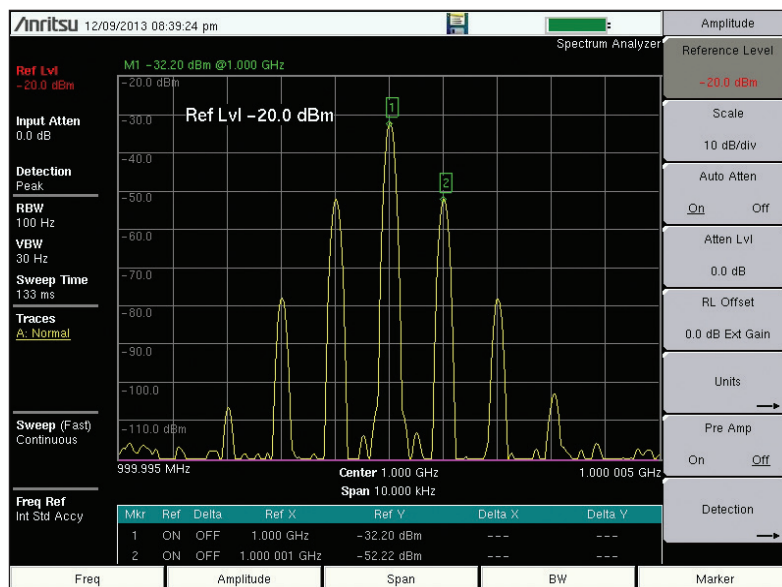 Anritsu 12/09/2013 08:39:24 pm
Spectrum Analyzer
M1 -32.20 dBm @1.000 GHz
Ref Lvl
-20.0 dBm
Input Atten
0.0 dB
Detection
Peak
RBW
100 Hz
VBW
30 Hz
Sweep Time
133 ms
Traces
A: Normal
Sweep (Fast)
Continuous
Freq Ref
Int Std Accy
-20.0 dBm
Ref Lvl -20.0 dBm
1
2
-30.0
-40.0
-50.0
-60.0
-70.0
-80.0
-90.0
-100.0
-110.0 dBm
999.995 MHz
Center 1.000 GHz
1.000 005 GHz
Span 10.000 kHz
Mkr Ref Delta Ref X Ref Y Delta X Delta Y
1 ON OFF 1.000 GHz -32.20 dBm --- ---
2 ON OFF 1.000 001 GHz -52.22 dBm --- ---
Amplitude
Reference Level
-20.0 dBm
Scale
10 dB/div
Auto Atten
On Off
Atten Lvl
0.0 dB
RL Offset
0.0 dB Ext Gain
Units
Pre Amp
On Off
Detection
Freq Amplitude Span BW Marker